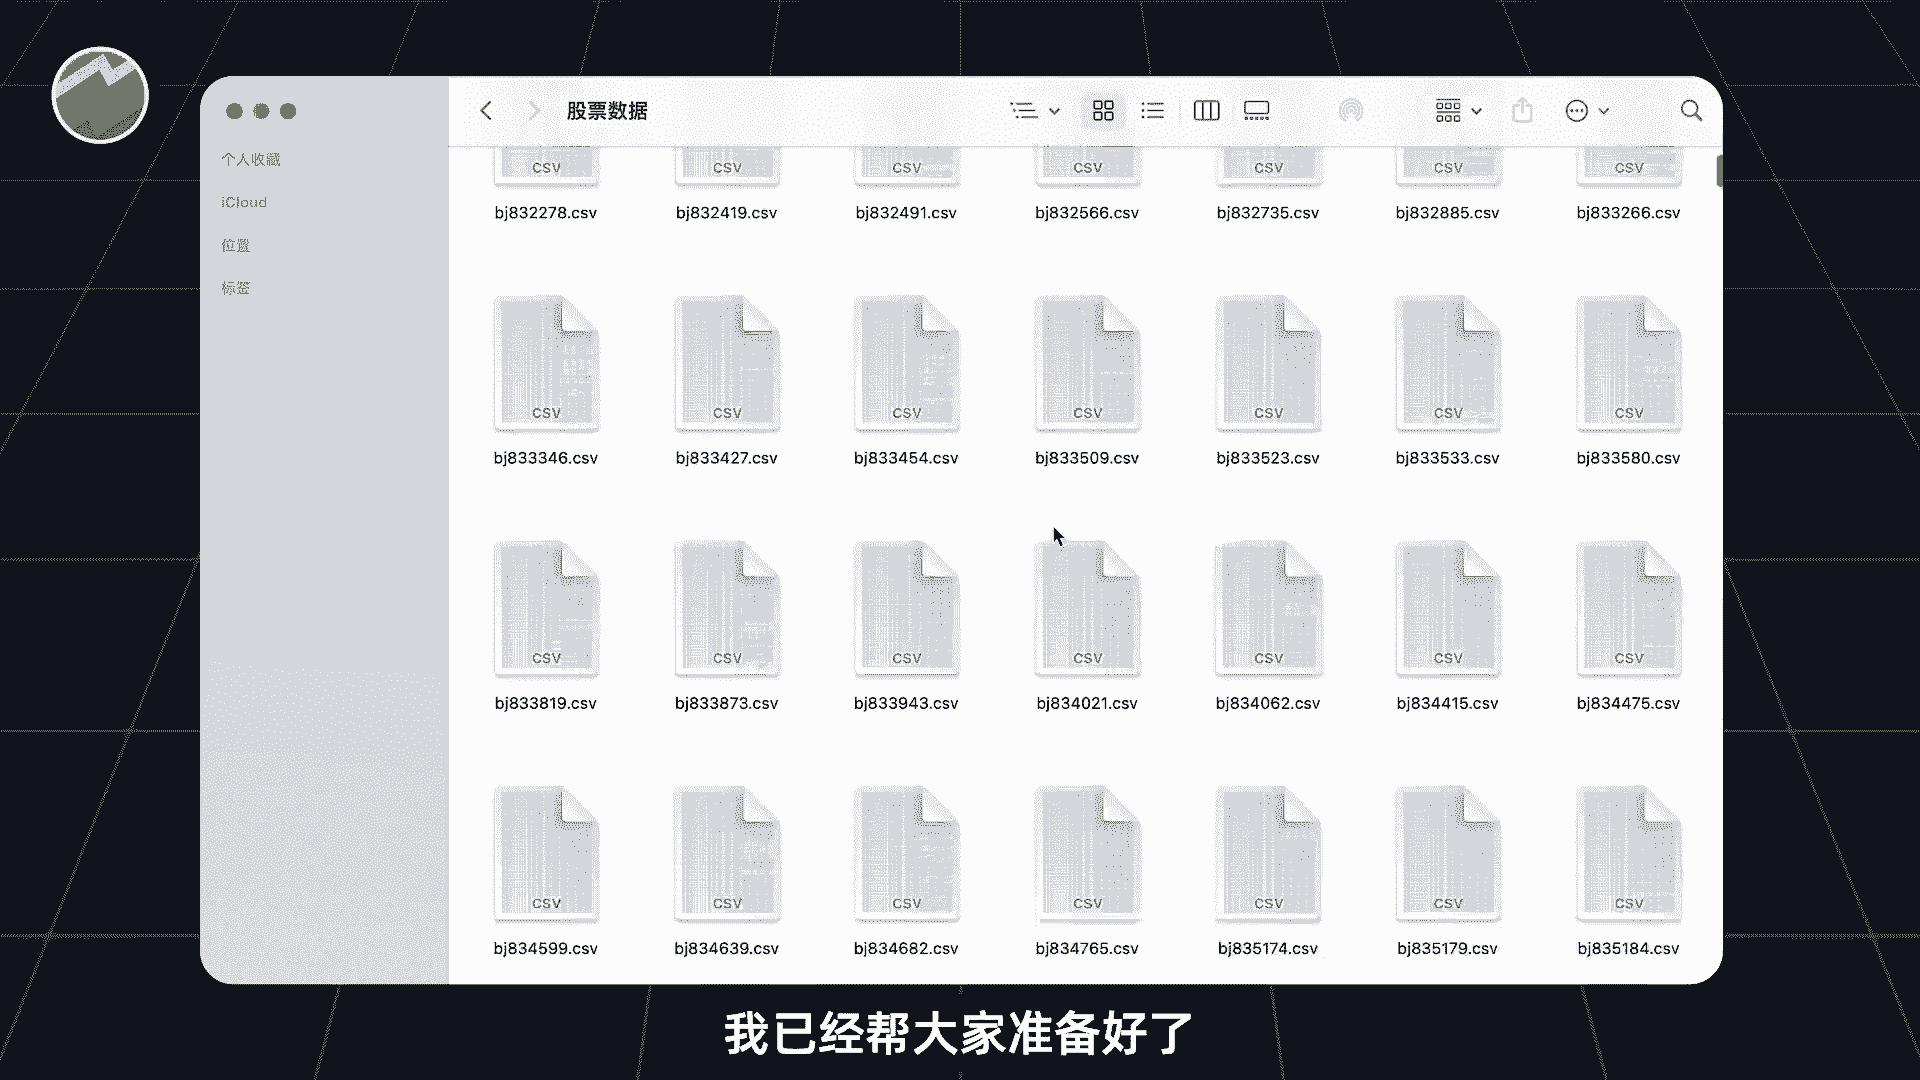 股票数据
个人收藏
iCloud
位置
标签
CSV CSV CSV CSV CSV CSV CSV
bj832278.csv bj832419.csv bj832491.csv bj832566.csv bj832735.csv bj832885.csv bj833266.csv
CSV CSV CSV CSV CSV CSV CSV
bj833346.csv bj833427.csv bj833454.csv bj833509.csv bj833523.csv bj833533.csv bj833580.csv
CSV CSV CSV CSV CSV CSV CSV
bj833819.csv bj833873.csv bj833943.csv bj834021.csv bj834062.csv bj834415.csv bj834475.csv
CSV CSV CSV CSV CSV CSV CSV
bj834599.csv bj834639.csv bj834682.csv bj834765.csv bj835174.csv bj835179.csv bj835184.csv
我已经帮大家准备好了